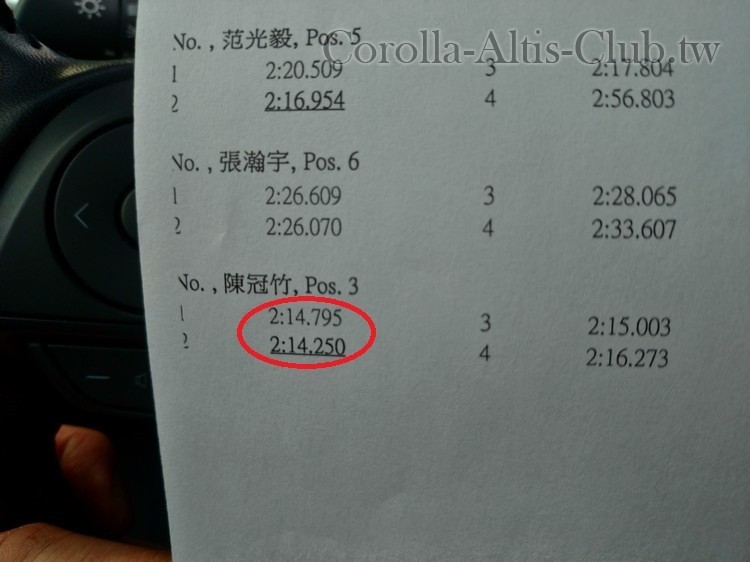 Corolla-Altis-Club.tw
No. , 范光毅, Pos. 5
1 2:20.509 3 2:17.804
2 2:16.954 4 2:56.803
No. , 張瀚宇, Pos. 6
1 2:26.609 3 2:28.065
2 2:26.070 4 2:33.607
No. , 陳冠竹, Pos. 3
1 2:14.795 3 2:15.003
2 2:14.250 4 2:16.273